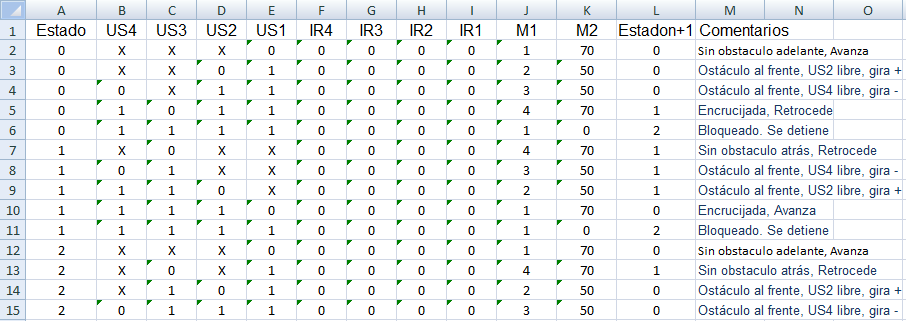 A B C D E F G H I J K L M N O
1 Estado US4 US3 US2 US1 IR4 IR3 IR2 IR1 M1 M2 Estadon+1 Comentarios
2 0 X X X 0 0 0 0 0 1 70 0 Sin obstaculo adelante, Avanza
3 0 X X 0 1 0 0 0 0 2 50 0 Ostáculo al frente, US2 libre, gira +
4 0 0 X 1 1 0 0 0 0 3 50 0 Ostáculo al frente, US4 libre, gira -
5 0 1 0 1 1 0 0 0 0 4 70 1 Encrucijada, Retrocede
6 0 1 1 1 1 0 0 0 0 1 0 2 Bloqueado. Se detiene
7 1 X 0 X X 0 0 0 0 4 70 1 Sin obstaculo atrás, Retrocede
8 1 0 1 X X 0 0 0 0 3 50 1 Ostáculo al frente, US4 libre, gira -
9 1 1 1 0 X 0 0 0 0 2 50 1 Ostáculo al frente, US2 libre, gira +
10 1 1 1 1 0 0 0 0 0 1 70 0 Encrucijada, Avanza
11 1 1 1 1 1 0 0 0 0 1 0 2 Bloqueado. Se detiene
12 2 X X X 0 0 0 0 0 1 70 0 Sin obstaculo adelante, Avanza
13 2 X 0 X 1 0 0 0 0 4 70 1 Sin obstaculo atrás, Retrocede
14 2 X 1 0 1 0 0 0 0 2 50 0 Ostáculo al frente, US2 libre, gira +
15 2 0 1 1 1 0 0 0 0 3 50 0 Ostáculo al frente, US4 libre, gira -